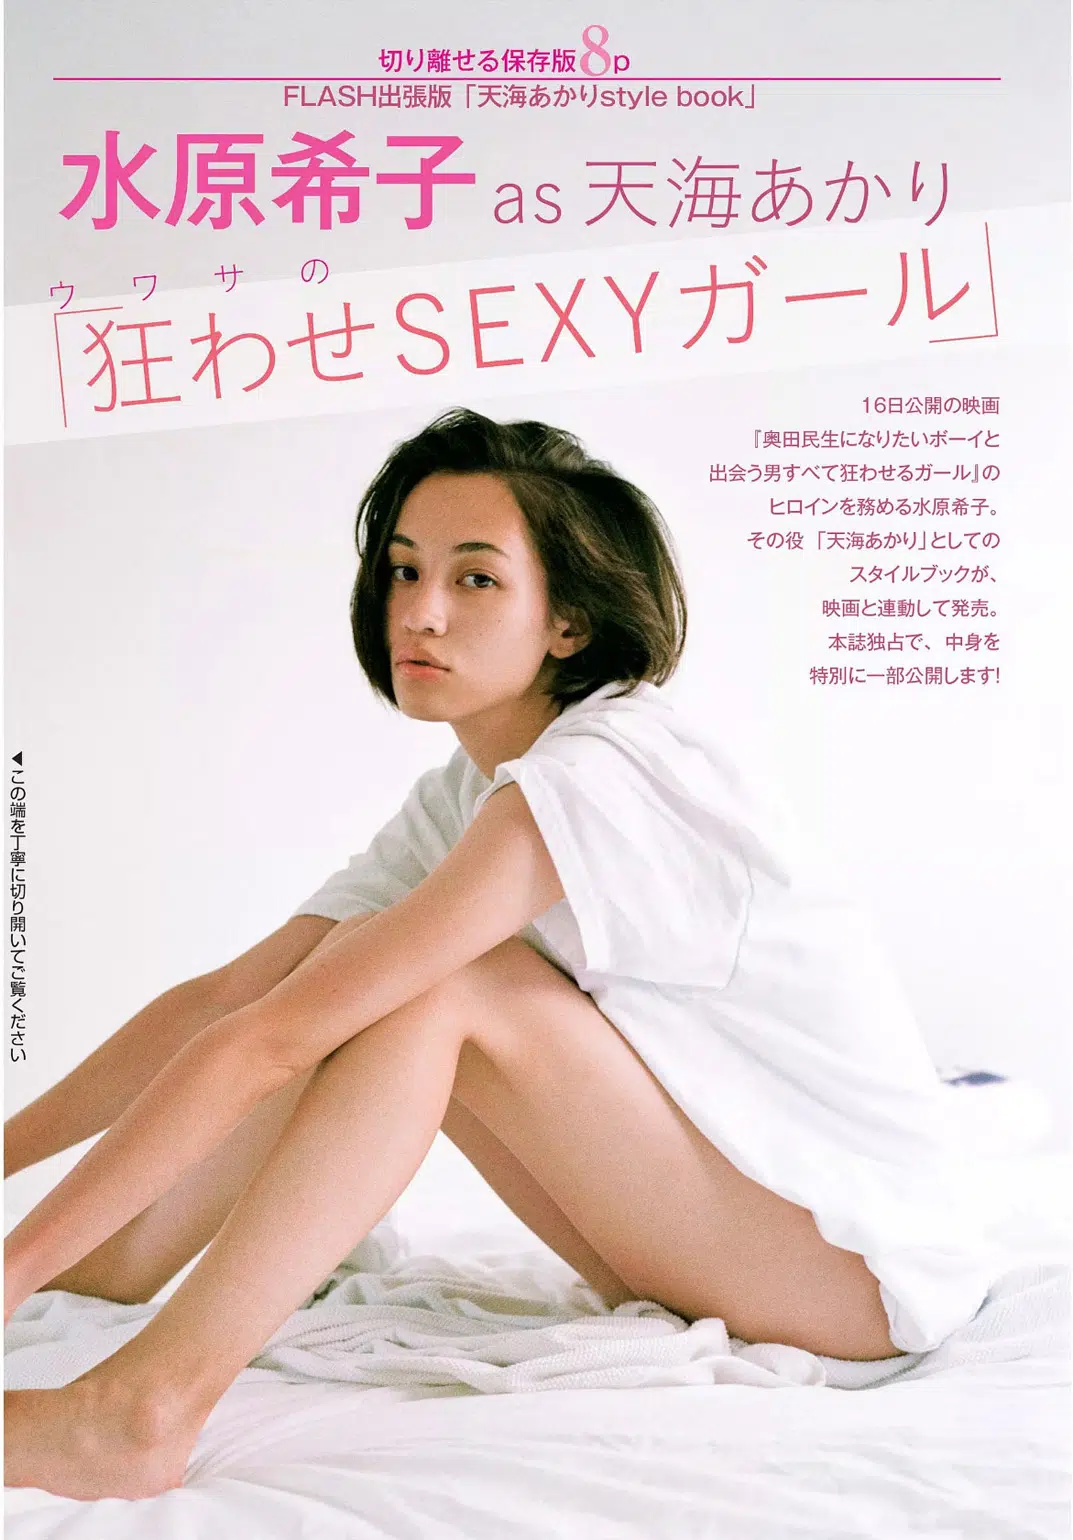 切り離せる保存版8p
FLASH出張版「天海あかりstyle book」
水原希子 as 天海あかり
ウワサの
「狂わせSEXYガール」
16日公開の映画
『奥田民生になりたいボーイと
出会う男すべて狂わせるガール』の
ヒロインを務める水原希子。
その役「天海あかり」としての
スタイルブックが、
映画と連動して発売。
本誌独占で、中身を
特別に一部公開します!
◀この端を丁寧に切り開いてご覧ください